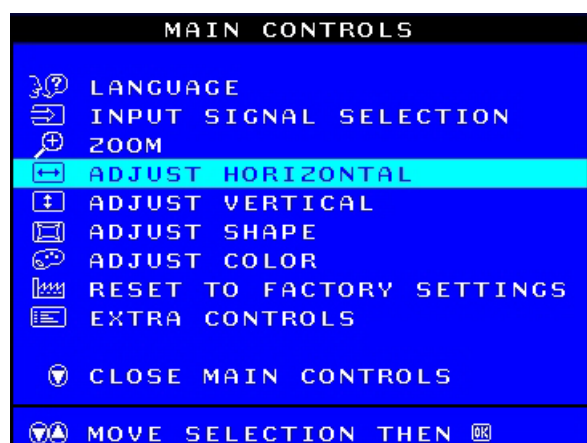 MAIN CONTROLS
LANGUAGE
INPUT SIGNAL SELECTION
ZOOM
ADJUST HORIZONTAL
ADJUST VERTICAL
ADJUST SHAPE
ADJUST COLOR
RESET TO FACTORY SETTINGS
EXTRA CONTROLS
CLOSE MAIN CONTROLS
MOVE SELECTION THEN OK